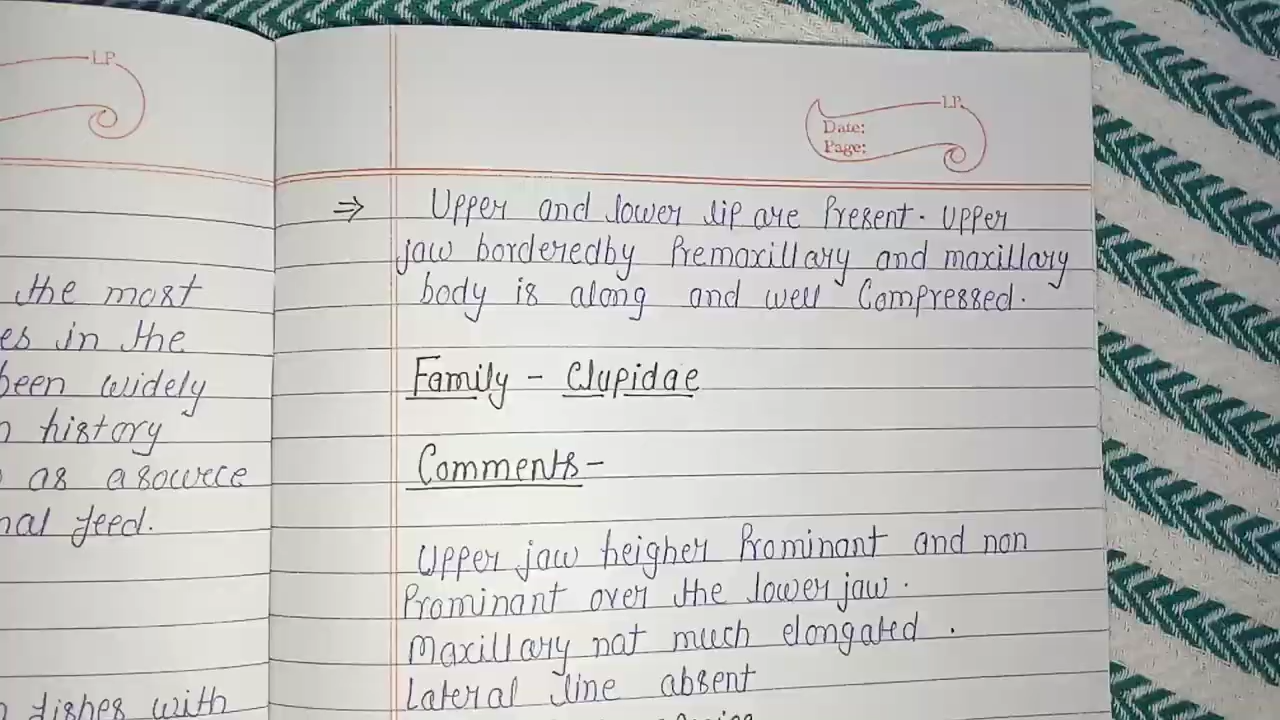 LP.
the most
es in the
been widely
history
as asource
nal feed.
fishes with
LP.
Date:
Page:
⇒ Upper and lower lip are Present. Upper
jaw borderedby Premaxillary and maxillary
body is along and well Compressed.
Family - Clupidae
Comments-
Upper jaw heigher Prominant and non
Prominant over the lower jaw.
Maxillary not much elongated.
Lateral line absent